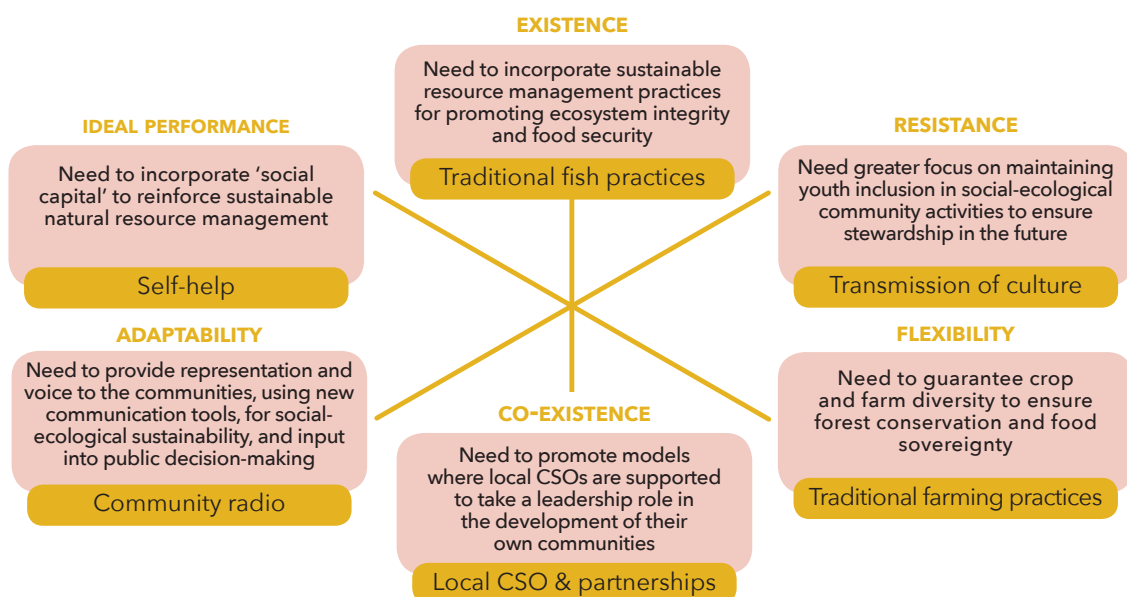 EXISTENCE
Need to incorporate sustainable
resource management practices
for promoting ecosystem integrity
and food security
Traditional fish practices
IDEAL PERFORMANCE
Need to incorporate ‘social
capital’ to reinforce sustainable
natural resource management
Self-help
RESISTANCE
Need greater focus on maintaining
youth inclusion in social-ecological
community activities to ensure
stewardship in the future
Transmission of culture
ADAPTABILITY
Need to provide representation and
voice to the communities, using new
communication tools, for social-
ecological sustainability, and input
into public decision-making
Community radio
CO-EXISTENCE
Need to promote models
where local CSOs are supported
to take a leadership role in
the development of their
own communities
Local CSO & partnerships
FLEXIBILITY
Need to guarantee crop
and farm diversity to ensure
forest conservation and food
sovereignty
Traditional farming practices